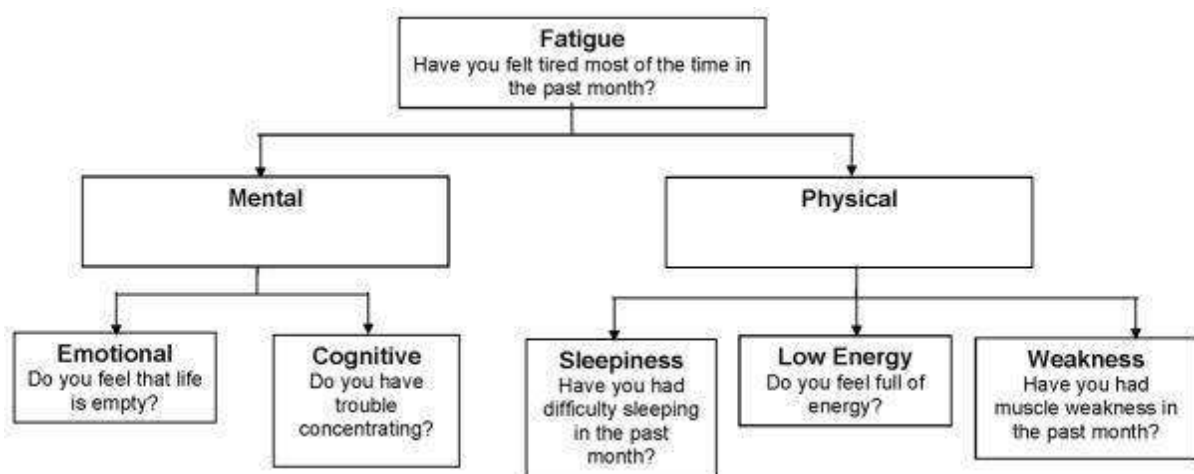 Fatigue
Have you felt tired most of the time in
the past month?
Mental
Physical
Emotional
Do you feel that life
is empty?
Cognitive
Do you have
trouble
concentrating?
Sleepiness
Have you had
difficulty sleeping
in the past
month?
Low Energy
Do you feel full of
energy?
Weakness
Have you had
muscle weakness in
the past month?